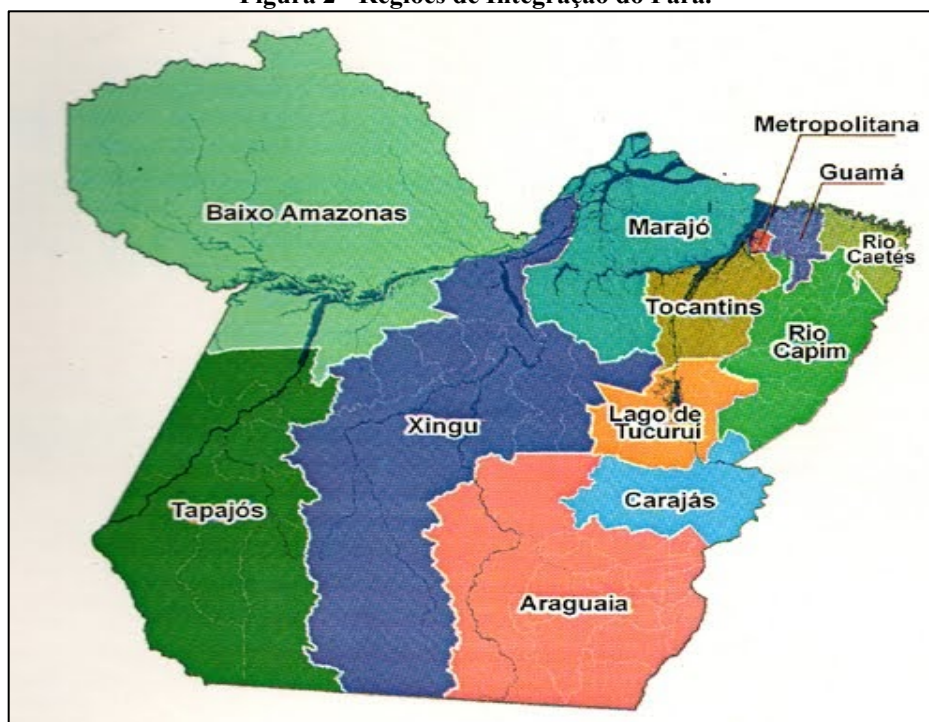 Figura 2 - Regiões de Integração do Pará.
Metropolitana
Guamá
Baixo Amazonas
Marajó
Rio
Caetés
Tocantins
Rio
Capim
Xingu
Lago de
Tucurui
Carajás
Tapajós
Araguaia